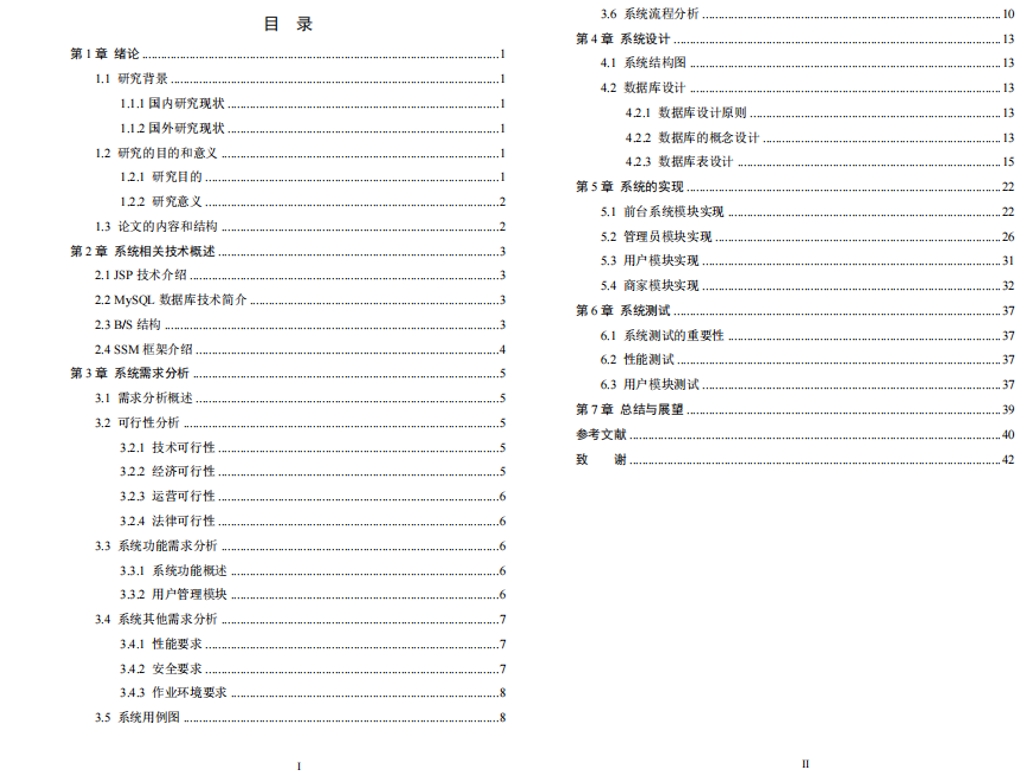 目 录
第 1 章 绪论 ........ 1
1.1 研究背景 ........ 1
1.1.1 国内研究现状 ........ 1
1.1.2 国外研究现状 ........ 1
1.2 研究的目的和意义 ........ 1
1.2.1 研究目的 ........ 1
1.2.2 研究意义 ........ 2
1.3 论文的内容和结构 ........ 2
第 2 章 系统相关技术概述 ........ 3
2.1 JSP 技术介绍 ........ 3
2.2 MySQL 数据库技术简介 ........ 3
2.3 B/S 结构 ........ 3
2.4 SSM 框架介绍 ........ 4
第 3 章 系统需求分析 ........ 5
3.1 需求分析概述 ........ 5
3.2 可行性分析 ........ 5
3.2.1 技术可行性 ........ 5
3.2.2 经济可行性 ........ 5
3.2.3 运营可行性 ........ 6
3.2.4 法律可行性 ........ 6
3.3 系统功能需求分析 ........ 6
3.3.1 系统功能概述 ........ 6
3.3.2 用户管理模块 ........ 6
3.4 系统其他需求分析 ........ 7
3.4.1 性能要求 ........ 7
3.4.2 安全要求 ........ 7
3.4.3 作业环境要求 ........ 8
3.5 系统用例图 ........ 8
I
3.6 系统流程分析 ........ 10
第 4 章 系统设计 ........ 13
4.1 系统结构图 ........ 13
4.2 数据库设计 ........ 13
4.2.1 数据库设计原则 ........ 13
4.2.2 数据库的概念设计 ........ 13
4.2.3 数据库表设计 ........ 15
第 5 章 系统的实现 ........ 22
5.1 前台系统模块实现 ........ 22
5.2 管理员模块实现 ........ 26
5.3 用户模块实现 ........ 31
5.4 商家模块实现 ........ 32
第 6 章 系统测试 ........ 37
6.1 系统测试的重要性 ........ 37
6.2 性能测试 ........ 37
6.3 用户模块测试 ........ 37
第 7 章 总结与展望 ........ 39
参考文献 ........ 40
致 谢 ........ 42
II